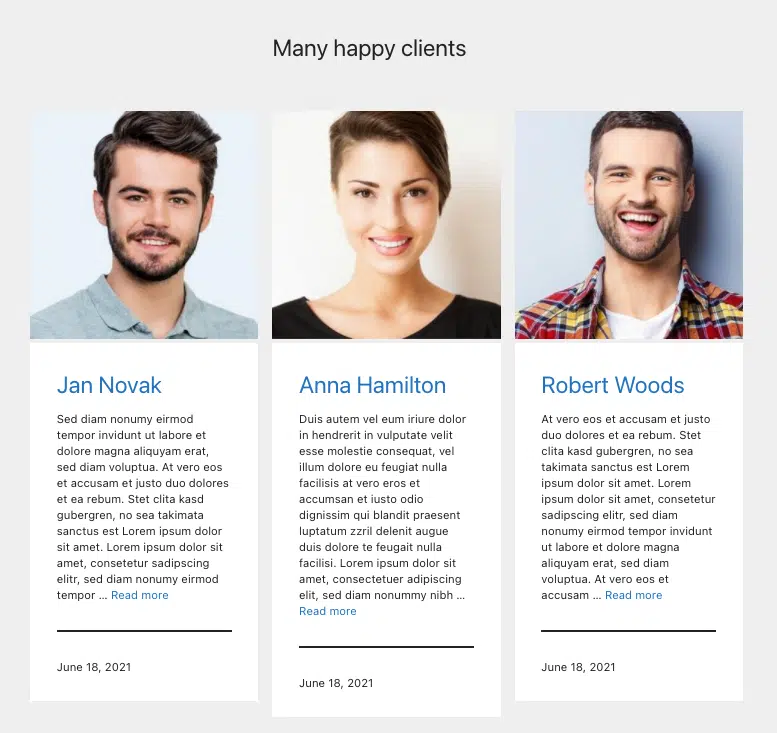 Many happy clients
Jan Novak
Sed diam nonumy eirmod
tempor invidunt ut labore et
dolore magna aliquyam erat,
sed diam voluptua. At vero eos
et accusam et justo duo dolores
et ea rebum. Stet clita kasd
gubergren, no sea takimata
sanctus est Lorem ipsum dolor
sit amet. Lorem ipsum dolor sit
amet, consetetur sadipscing
elitr, sed diam nonumy eirmod
tempor ... Read more
June 18, 2021
Anna Hamilton
Duis autem vel eum iriure dolor
in hendrerit in vulputate velit
esse molestie consequat, vel
illum dolore eu feugiat nulla
facilisis at vero eros et
accumsan et iusto odio
dignissim qui blandit praesent
luptatum zzril delenit augue
duis dolore te feugait nulla
facilisi. Lorem ipsum dolor sit
amet, consectetuer adipiscing
elit, sed diam nonummy nibh ...
Read more
June 18, 2021
Robert Woods
At vero eos et accusam et justo
duo dolores et ea rebum. Stet
clita kasd gubergren, no sea
takimata sanctus est Lorem
ipsum dolor sit amet. Lorem
ipsum dolor sit amet, consetetur
sadipscing elitr, sed diam
nonumy eirmod tempor invidunt
ut labore et dolore magna
aliquyam erat, sed diam
voluptua. At vero eos et
accusam ... Read more
June 18, 2021